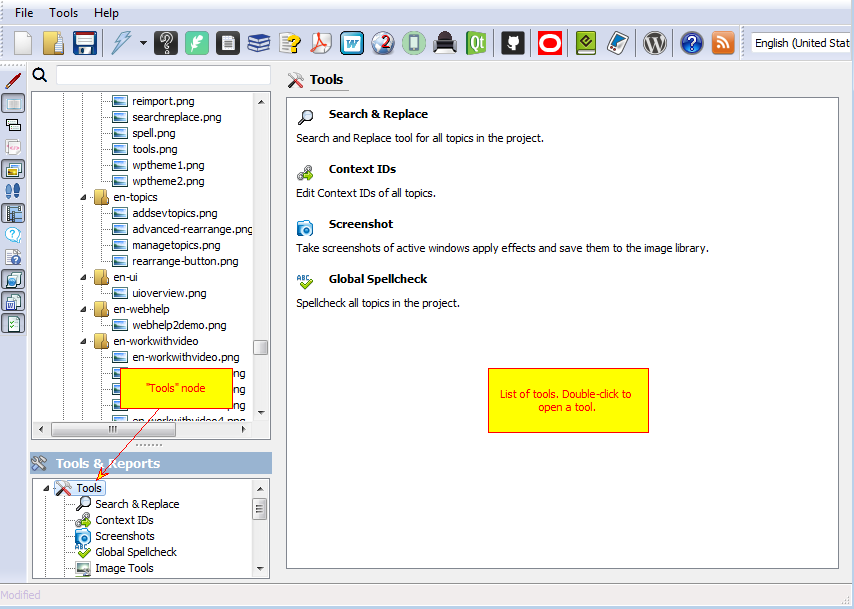 File Tools Help
English (United Stat
reimport.png
searchreplace.png
spell.png
tools.png
wptheme1.png
wptheme2.png
en-topics
addsevtopics.png
advanced-rearrange.png
managetopics.png
rearrange-button.png
en-ui
uioverview.png
en-webhelp
webhelp2demo.png
en-workwithvideo
en-workwithvideo.png
ng
ng
ng
"Tools" node
Tools & Reports
Tools
Search & Replace
Context IDs
Screenshots
Global Spellcheck
Image Tools
Tools
Search & Replace
Search and Replace tool for all topics in the project.
Context IDs
Edit Context IDs of all topics.
Screenshot
Take screenshots of active windows apply effects and save them to the image library.
ABC
Global Spellcheck
Spellcheck all topics in the project.
List of tools. Double-click to
open a tool.
Modified